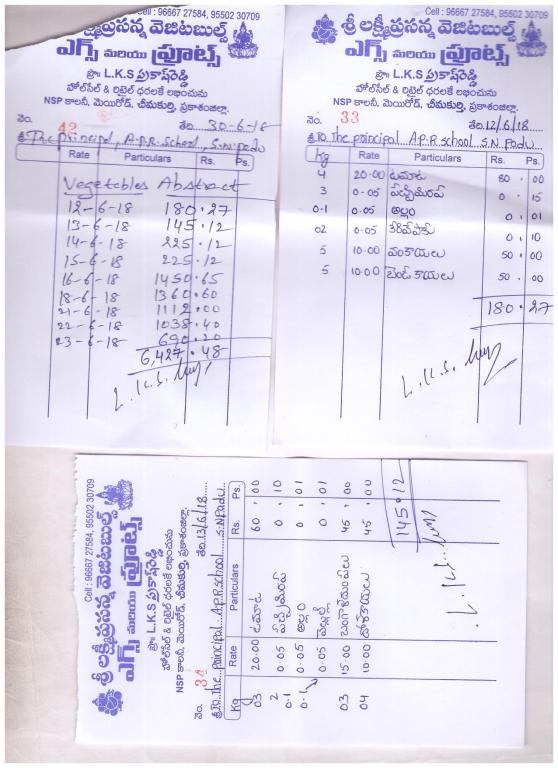 Cell : 96667 27584, 95502 30709
శ్రీ లక్ష్మీప్రసన్న వెజిటబుల్స్
ఎగ్స్ మరియు ఫ్రూట్స్
ప్రొ: L.K.S ప్రకాష్‌రెడ్డి
హోల్‌సేల్ & రిటైల్ ధరలకే లభించును
NSP కాలనీ, మెయిన్‌రోడ్, చీమకుర్తి, ప్రకాశంజిల్లా.
నెం. 42 తేది. 30-6-18
శ్రీ The Principal, A.P.R. School, S.N.padu
Rate Particulars Rs. Ps.
Vegetables Abstract
12-6-18 180.27
13-6-18 145.12
14-6-18 225.12
15-6-18 225.12
16-6-18 1450.65
18-6-18 1360.60
21-6-18 1112.00
22-6-18 1038.40
23-6-18 690.20
6,427.48
L.K.S.
Cell : 96667 27584, 95502 30709
శ్రీ లక్ష్మీప్రసన్న వెజిటబుల్స్
ఎగ్స్ మరియు ఫ్రూట్స్
ప్రొ: L.K.S ప్రకాష్‌రెడ్డి
హోల్‌సేల్ & రిటైల్ ధరలకే లభించును
NSP కాలనీ, మెయిన్‌రోడ్, చీమకుర్తి, ప్రకాశంజిల్లా.
నెం. 33 తేది. 12/6/18
శ్రీ To. The principal A.P.R school S.N. Padu
Kg Rate Particulars Rs. Ps.
4 20.00 టమాట 80.00
3 0.05 పచ్చిమిరప 0.15
0.1 0.05 అల్లం 0.01
02 0.05 కరివేపాకు 0.10
5 10.00 వంకాయలు 50.00
5 10.00 బెండకాయలు 50.00
180.27
L.K.S.
Cell : 96667 27584, 95502 30709
శ్రీ లక్ష్మీప్రసన్న వెజిటబుల్స్
ఎగ్స్ మరియు ఫ్రూట్స్
ప్రొ: L.K.S ప్రకాష్‌రెడ్డి
హోల్‌సేల్ & రిటైల్ ధరలకే లభించును
NSP కాలనీ, మెయిన్‌రోడ్, చీమకుర్తి, ప్రకాశంజిల్లా.
నెం. 34 తేది. 13/6/18
శ్రీ To. The principal A.P.R school S.N. Padu
Kg Rate Particulars Rs. Ps.
03 20.00 టమాట 60.00
2 0.05 పచ్చిమిరప 0.10
0.1 0.05 అల్లం 0.01
0.1 0.05 వెల్లుల్లి 0.01
03 15.00 బంగాళదుంపలు 45.00
04 10.00 దోసకాయలు 45.00
145.12
L.K.S.